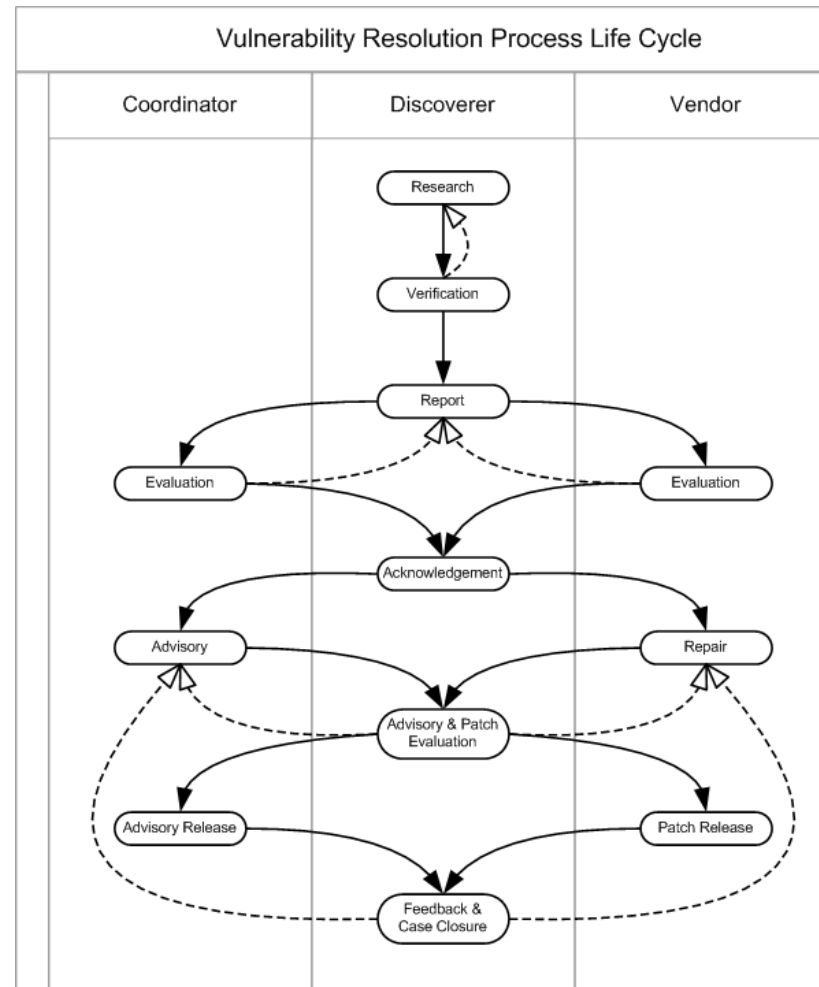 Vulnerability Resolution Process Life Cycle
Coordinator
Discoverer
Vendor
Research
Verification
Report
Evaluation
Evaluation
Acknowledgement
Advisory
Repair
Advisory & Patch
Evaluation
Advisory Release
Patch Release
Feedback &
Case Closure